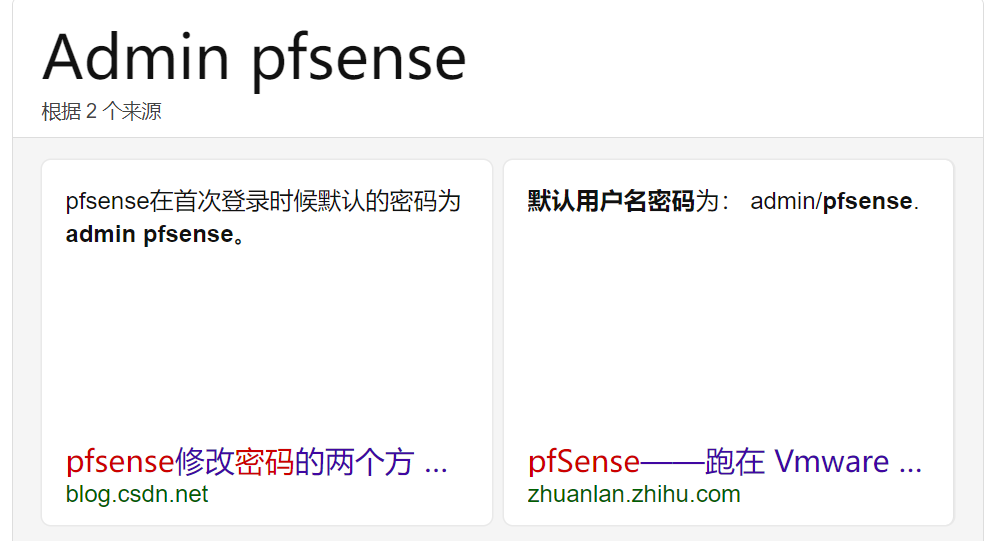 Admin pfsense
根据 2 个来源
pfsense在首次登录时候默认的密码为
admin pfsense。
pfsense修改密码的两个方 ...
blog.csdn.net
默认用户名密码为： admin/pfsense.
pfSense——跑在 Vmware ...
zhuanlan.zhihu.com